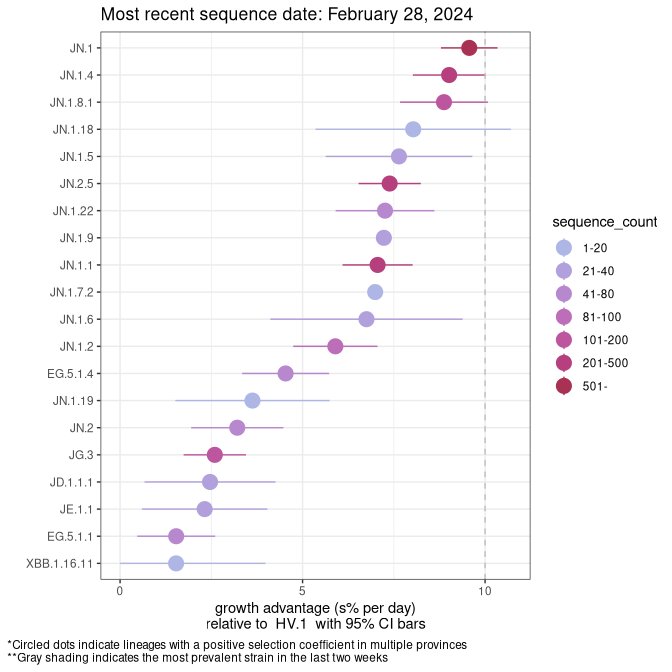 Most recent sequence date: February 28, 2024
JN.1
JN.1.4
JN.1.8.1
JN.1.18
JN.1.5
JN.2.5
JN.1.22
JN.1.9
JN.1.1
JN.1.7.2
JN.1.6
JN.1.2
EG.5.1.4
JN.1.19
JN.2
JG.3
JD.1.1.1
JE.1.1
EG.5.1.1
XBB.1.16.11
0 5 10
growth advantage (s% per day)
relative to HV.1 with 95% CI bars
sequence_count
1-20
21-40
41-80
81-100
101-200
201-500
501-
*Circled dots indicate lineages with a positive selection coefficient in multiple provinces
**Gray shading indicates the most prevalent strain in the last two weeks